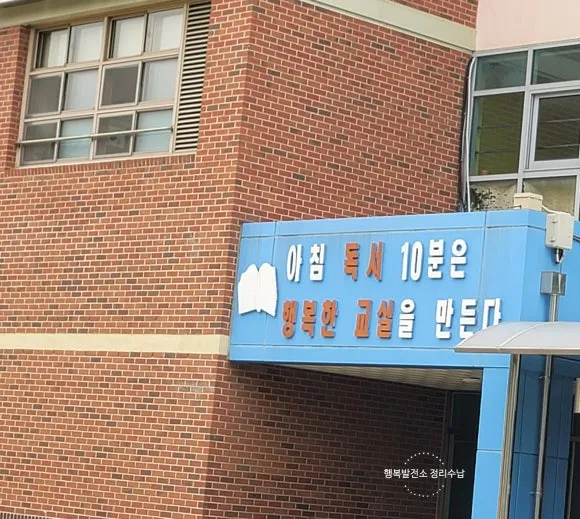 아침 독서 10분은
행복한 교실을 만든다
행복발전소 정리수납